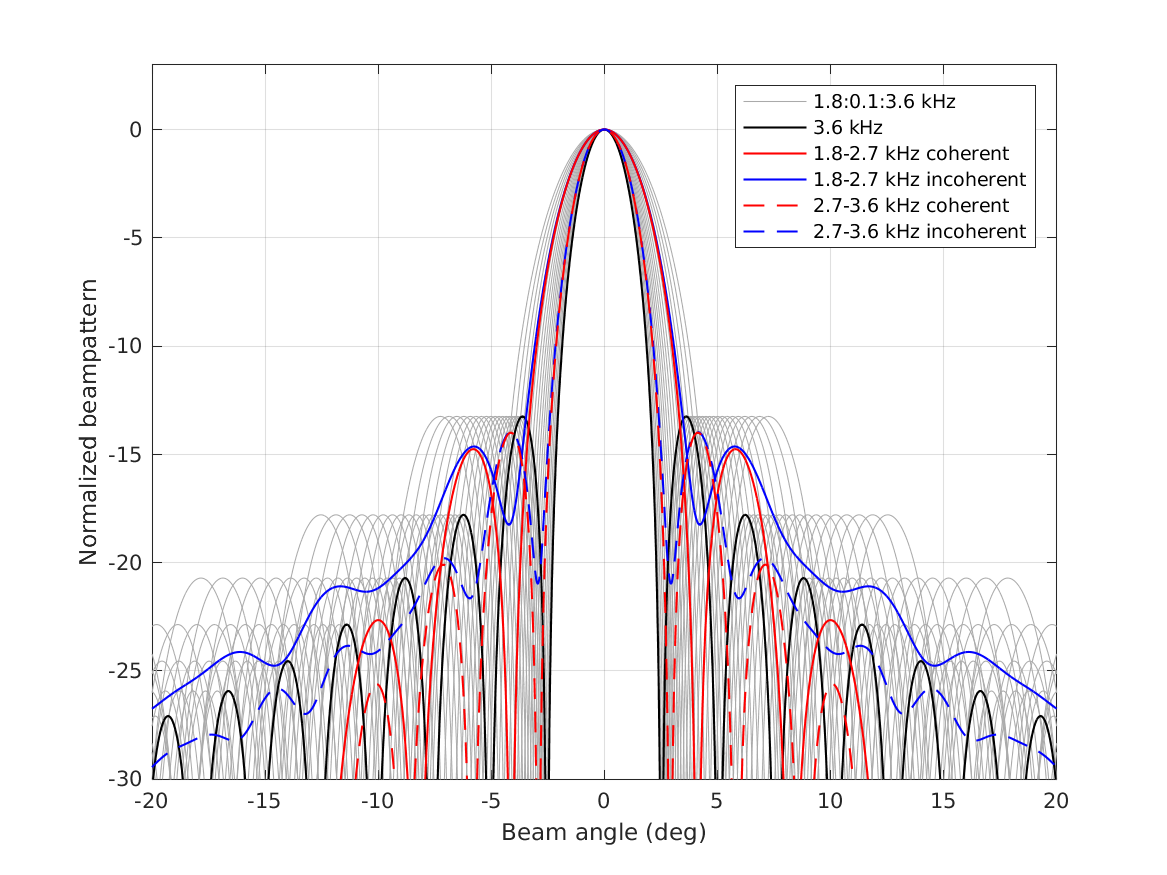 1.8:0.1:3.6 kHz
3.6 kHz
1.8-2.7 kHz coherent
1.8-2.7 kHz incoherent
2.7-3.6 kHz coherent
2.7-3.6 kHz incoherent
Normalized beampattern
0
-5
-10
-15
-20
-25
-30
-20 -15 -10 -5 0 5 10 15 20
Beam angle (deg)